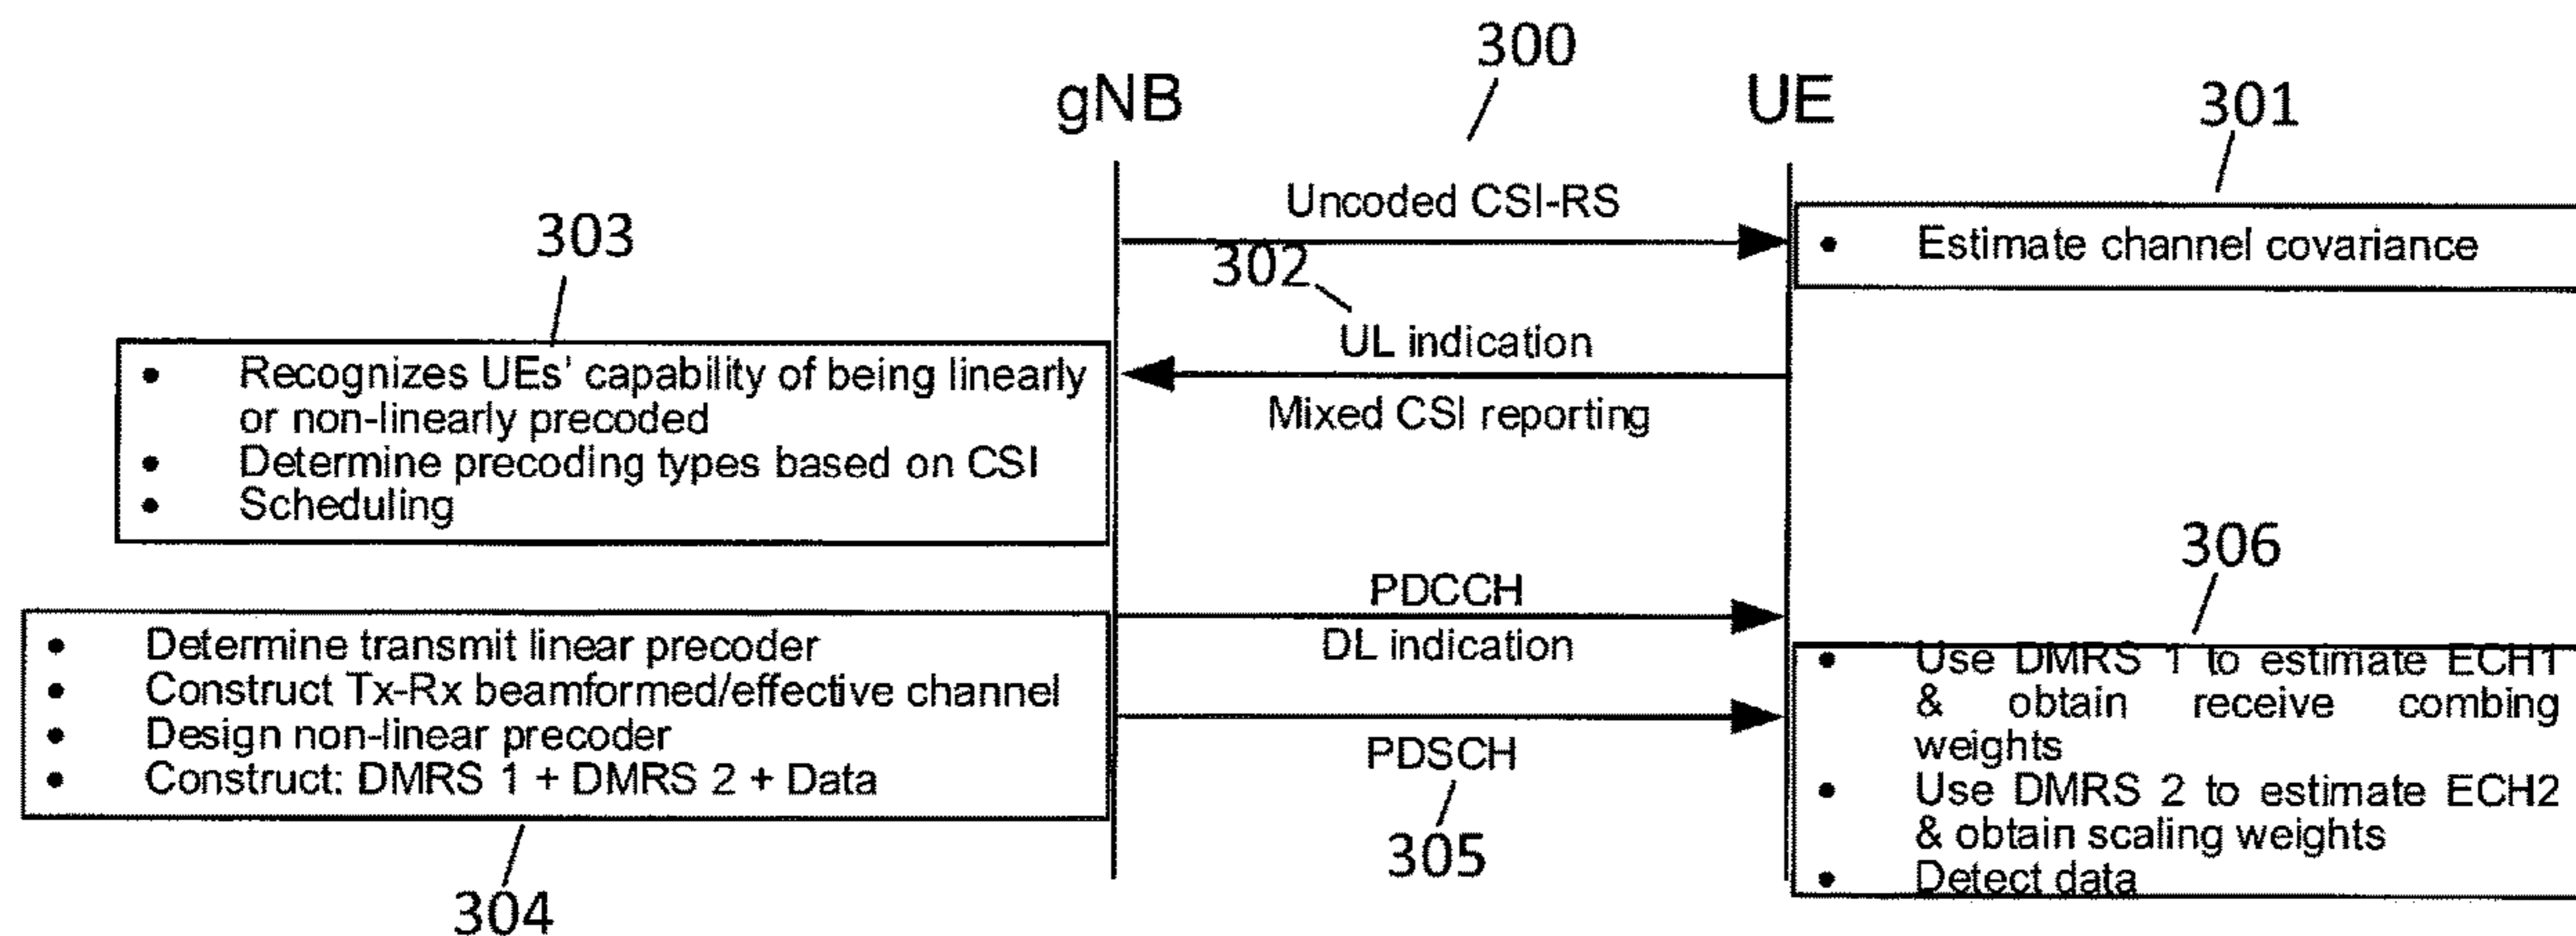 300
gNB
UE
301
Uncoded CSI-RS
303
• Estimate channel covariance
302
UL indication
• Recognizes UEs' capability of being linearly
or non-linearly precoded
Mixed CSI reporting
• Determine precoding types based on CSI
• Scheduling
306
PDCCH
• Determine transmit linear precoder
DL indication
• Use DMRS 1 to estimate ECH1
• Construct Tx-Rx beamformed/effective channel
& obtain receive combing
• Design non-linear precoder
weights
PDSCH
• Construct: DMRS 1 + DMRS 2 + Data
• Use DMRS 2 to estimate ECH2
& obtain scaling weights
305
• Detect data
304